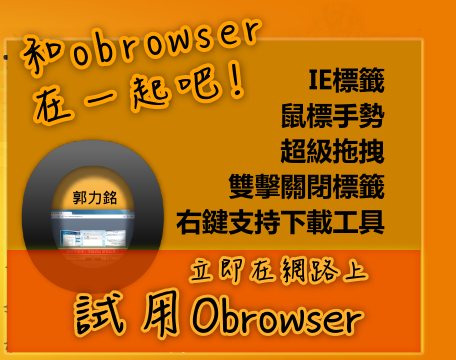 和obrowser
在一起吧!
IE標籤
鼠標手勢
超級拖拽
雙擊關閉標籤
右鍵支持下載工具
郭力銘
立即在網路上
試用Obrowser